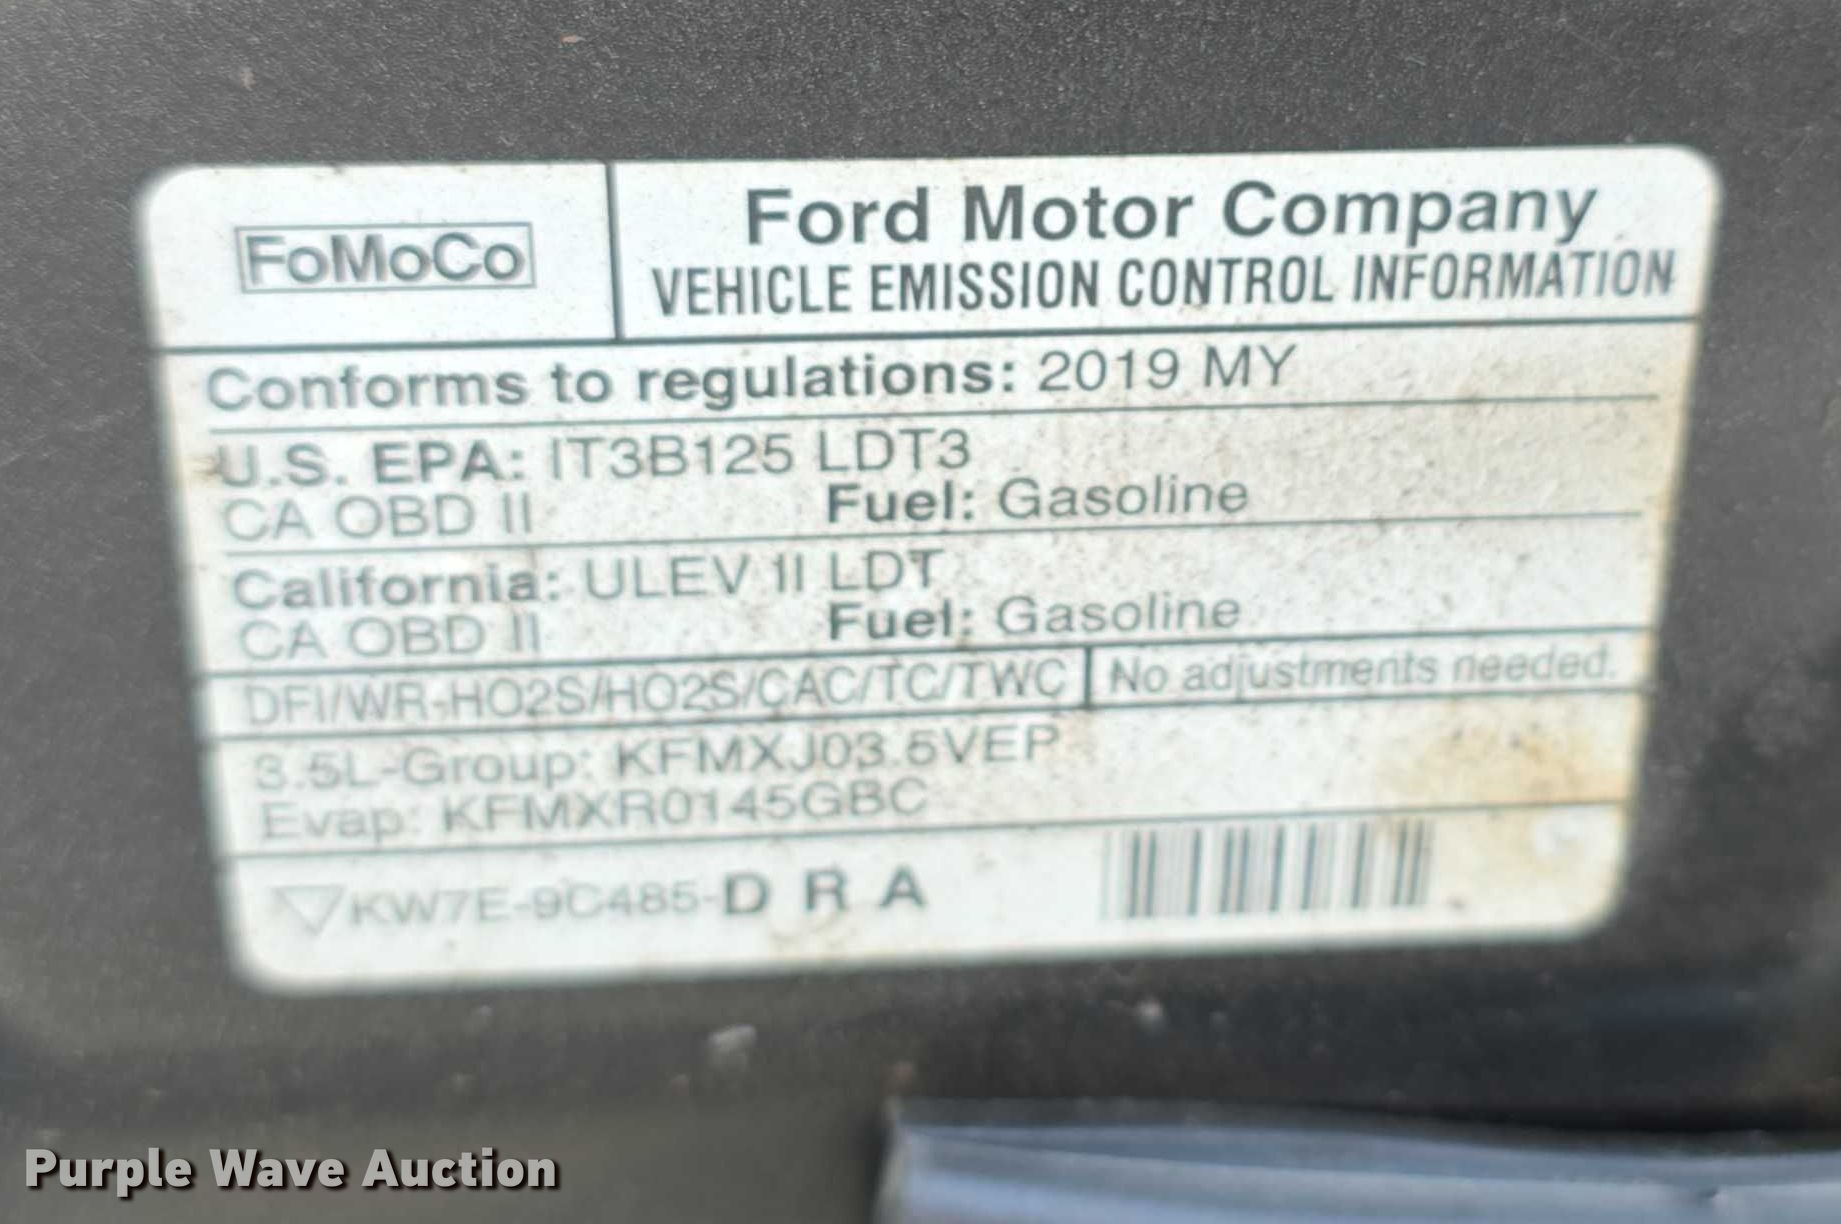 FoMoCo
Ford Motor Company
VEHICLE EMISSION CONTROL INFORMATION
Conforms to regulations: 2019 MY
U.S. EPA: IT3B125 LDT3
CA OBD II Fuel: Gasoline
California: ULEV II LDT
CA OBD II Fuel: Gasoline
DFI/WR-HO2S/HO2S/CAC/TC/TWC No adjustments needed.
3.5L-Group: KFMXJ03.5VEP
Evap: KFMXR0145GBC
KW7E-9C485-D R A
Purple Wave Auction